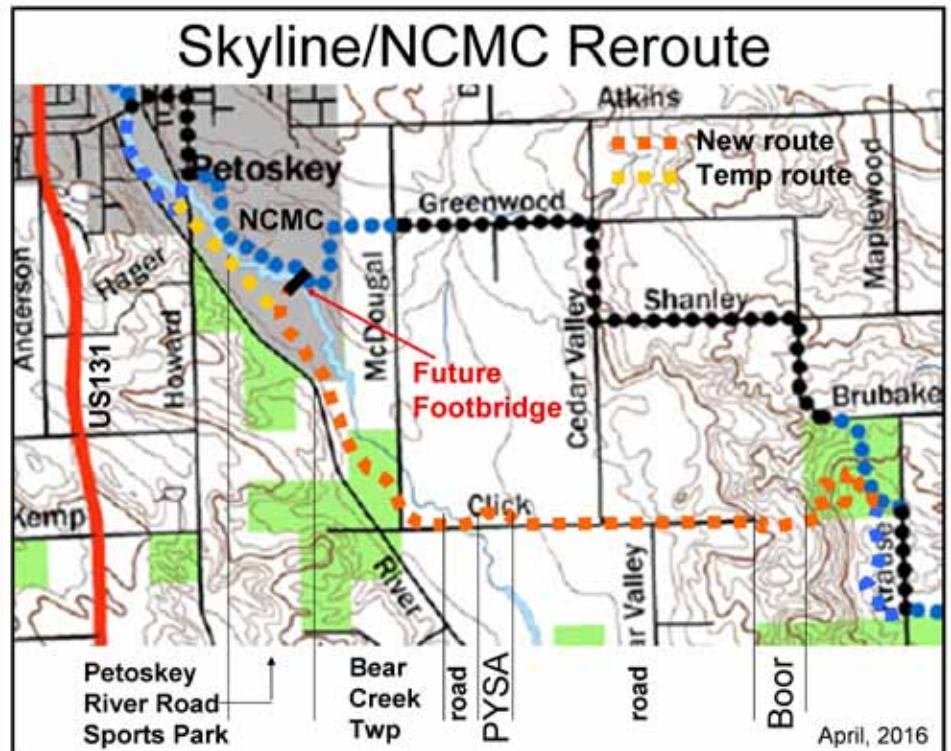 Skyline/NCMC Reroute
Atkins
New route
Temp route
Petoskey
NCMC
Greenwood
Maplewood
Anderson
Hager
Howard
US131
McDougal
Shanley
Cedar Valley
Future
Footbridge
Brubake
Kemp
Click
River
Krause
ar Valley
Petoskey
River Road
Sports Park
Bear
Creek
Twp
road
PYSA
road
Boor
April, 2016